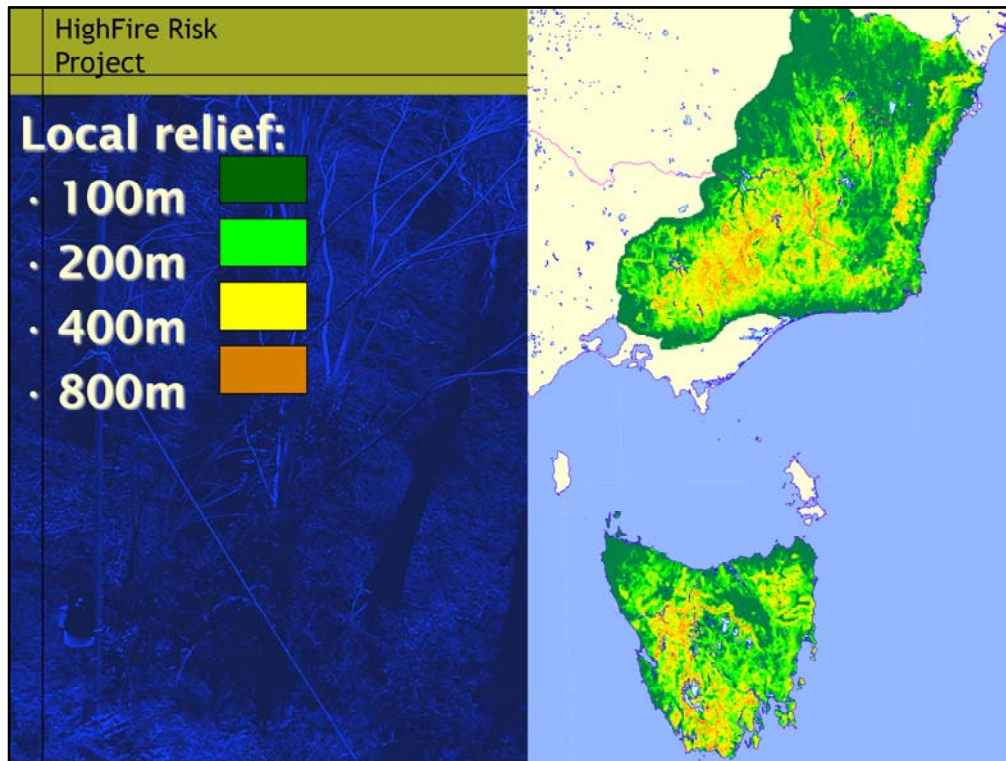 HighFire Risk
Project
Local relief:
· 100m
· 200m
· 400m
· 800m